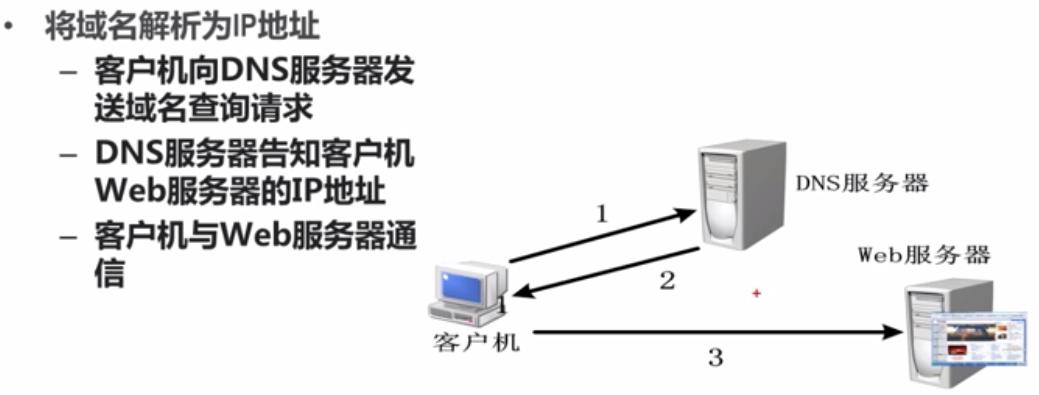 • 将域名解析为IP地址
– 客户机向DNS服务器发
送域名查询请求
– DNS服务器告知客户机
Web服务器的IP地址
– 客户机与Web服务器通
信
DNS服务器
1
Web服务器
2
客户机
3